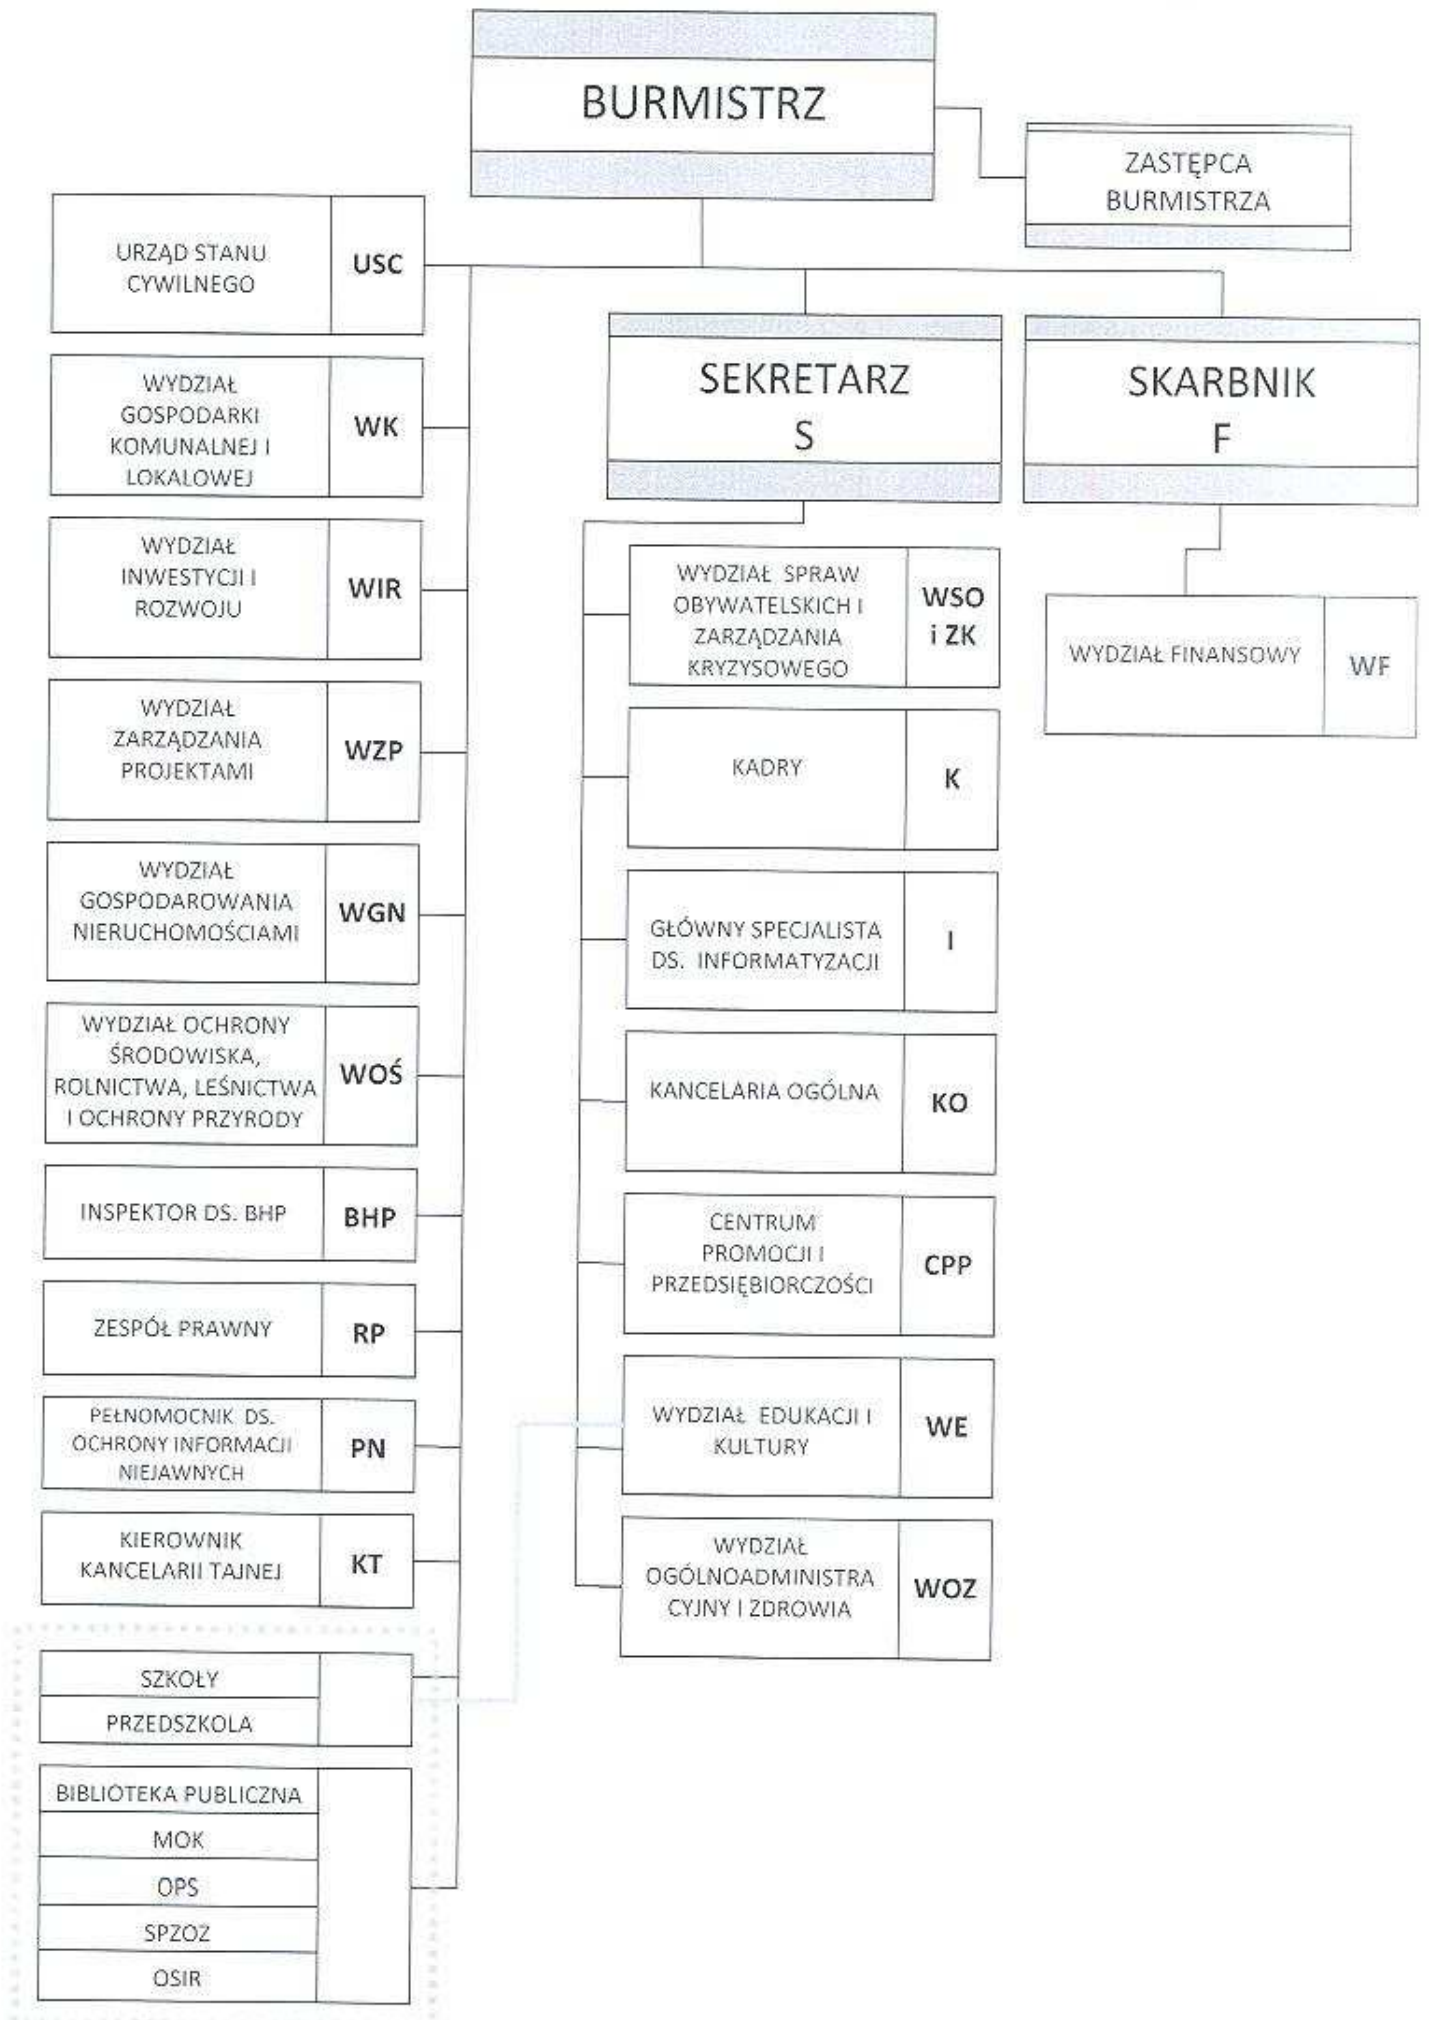 BURMISTRZ
ZASTĘPCA
BURMISTRZA
URZĄD STANU
CYWILNEGO
USC
WYDZIAŁ
GOSPODARKI
KOMUNALNEJ I
LOKALOWEJ
WK
WYDZIAŁ
INWESTYCJI I
ROZWOJU
WIR
WYDZIAŁ
ZARZĄDZANIA
PROJEKTAMI
WZP
WYDZIAŁ
GOSPODAROWANIA
NIERUCHOMOŚCIAMI
WGN
WYDZIAŁ OCHRONY
ŚRODOWISKA,
ROLNICTWA, LEŚNICTWA
I OCHRONY PRZYRODY
WOŚ
INSPEKTOR DS. BHP
BHP
ZESPÓŁ PRAWNY
RP
PEŁNOMOCNIK DS.
OCHRONY INFORMACJI
NIEJAWNYCH
PN
KIEROWNIK
KANCELARII TAJNEJ
KT
SZKOŁY
PRZEDSZKOLA
BIBLIOTEKA PUBLICZNA
MOK
OPS
SPZOZ
OSIR
SEKRETARZ
S
WYDZIAŁ SPRAW
OBYWATELSKICH I
ZARZĄDZANIA
KRYZYSOWEGO
WSO
i ZK
KADRY
K
GŁÓWNY SPECJALISTA
DS. INFORMATYZACJI
I
KANCELARIA OGÓLNA
KO
CENTRUM
PROMOCJI I
PRZEDSIĘBIORCZOŚCI
CPP
WYDZIAŁ EDUKACJI I
KULTURY
WE
WYDZIAŁ
OGÓLNOADMINISTRA
CYJNY I ZDROWIA
WOZ
SKARBNIK
F
WYDZIAŁ FINANSOWY
WF